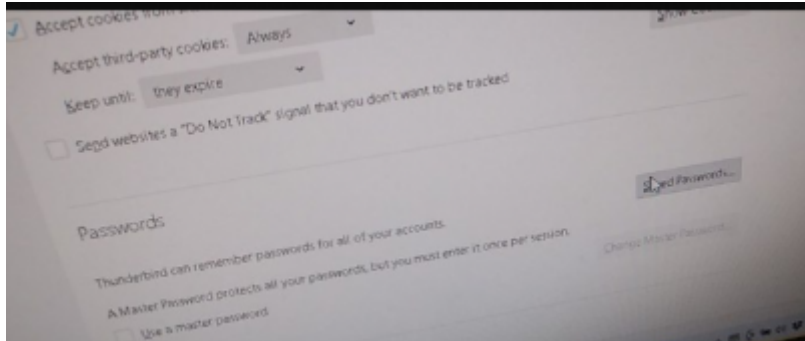 Accept cookies from
Accept third-party cookies: Always
Keep until: they expire
Send websites a "Do Not Track" signal that you don't want to be tracked
Passwords
Thunderbird can remember passwords for all of your accounts.
Saved Passwords...
A Master Password protects all your passwords, but you must enter it once per session.
Change Master Password...
Use a master password